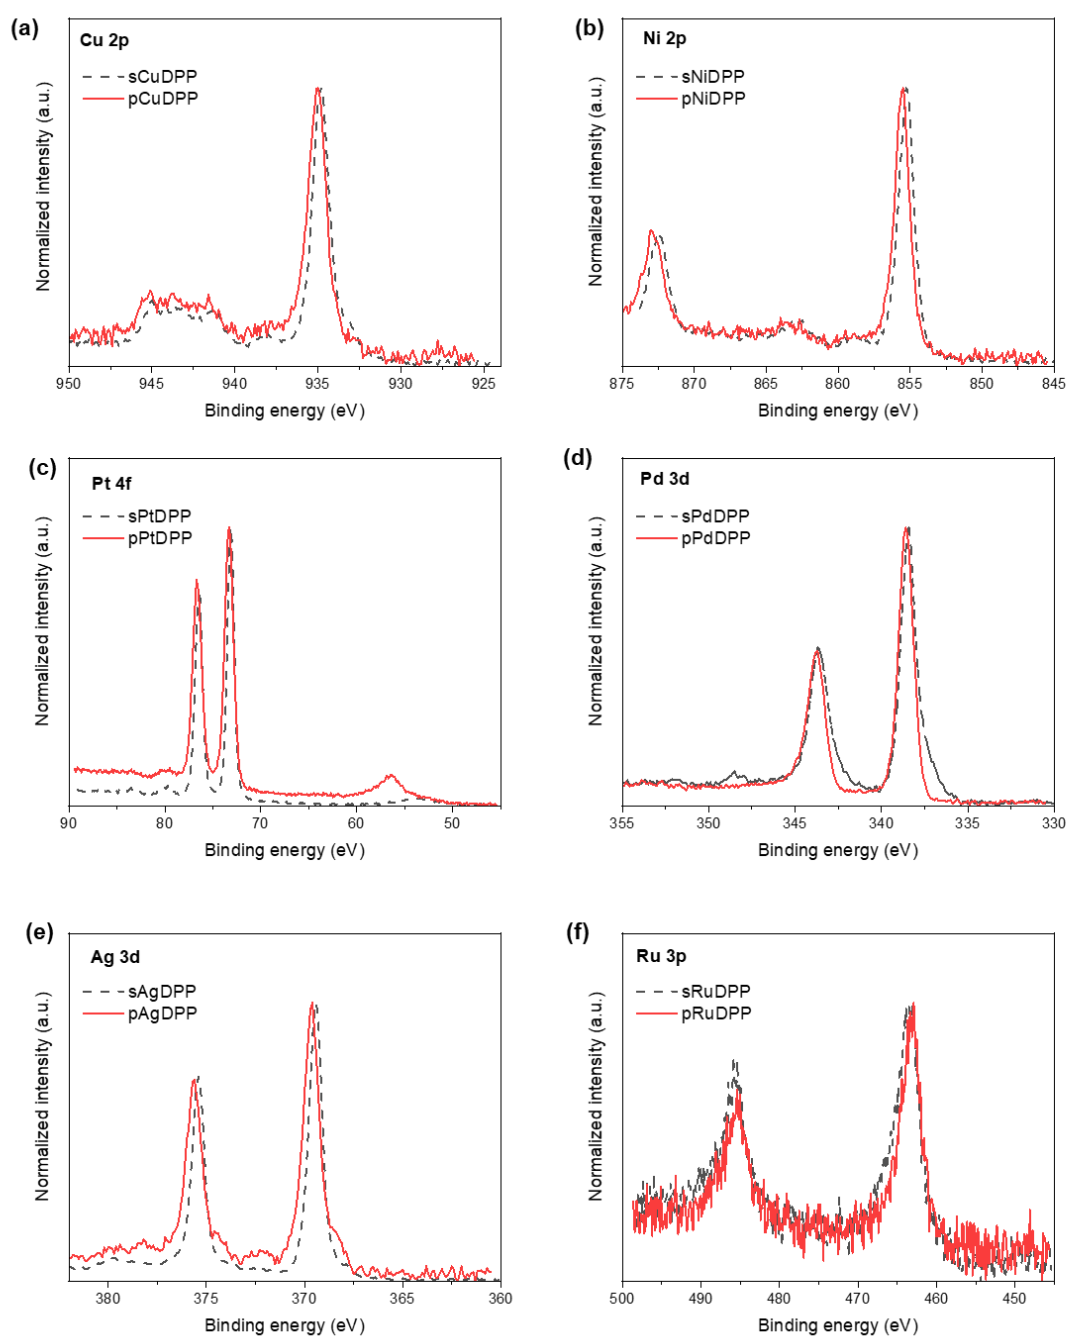 (a)
Cu 2p
sCuDPP
pCuDPP
Normalized intensity (a.u.)
950 945 940 935 930 925
Binding energy (eV)
(b)
Ni 2p
sNiDPP
pNiDPP
Normalized intensity (a.u.)
875 870 865 860 855 850 845
Binding energy (eV)
(c)
Pt 4f
sPtDPP
pPtDPP
Normalized intensity (a.u.)
90 80 70 60 50
Binding energy (eV)
(d)
Pd 3d
sPdDPP
pPdDPP
Normalized intensity (a.u.)
355 350 345 340 335 330
Binding energy (eV)
(e)
Ag 3d
sAgDPP
pAgDPP
Normalized intensity (a.u.)
380 375 370 365 360
Binding energy (eV)
(f)
Ru 3p
sRuDPP
pRuDPP
Normalized intensity (a.u.)
500 490 480 470 460 450
Binding energy (eV)